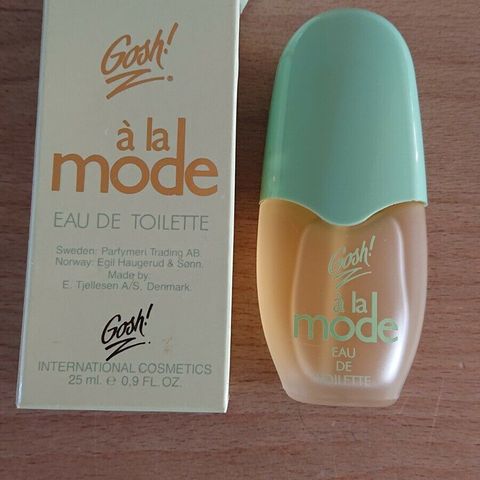 Gosh!
à la
mode
EAU DE TOILETTE
Sweden: Parfymeri Trading AB.
Norway: Egil Haugerud & Sønn.
Made by:
E. Tjellesen A/S, Denmark.
Gosh!
INTERNATIONAL COSMETICS
25 ml. e 0,9 FL. OZ
Gosh!
à la
mode
EAU
DE
TOILETTE